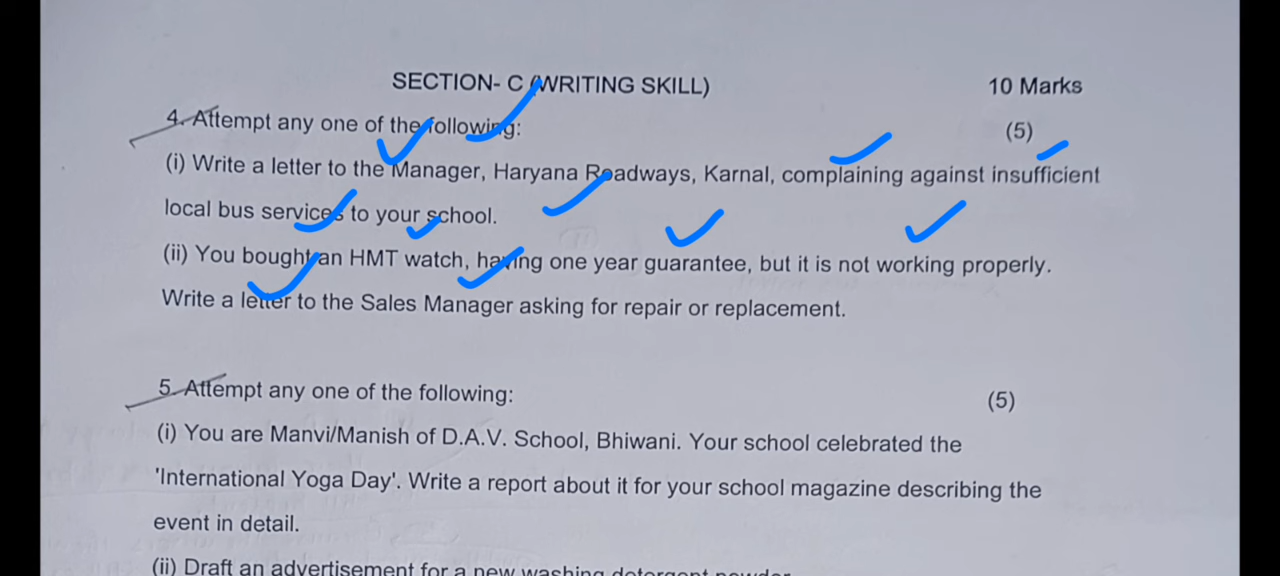 SECTION- C (WRITING SKILL) 10 Marks
4. Attempt any one of the following: (5)
(i) Write a letter to the Manager, Haryana Roadways, Karnal, complaining against insufficient
local bus services to your school.
(ii) You bought an HMT watch, having one year guarantee, but it is not working properly.
Write a letter to the Sales Manager asking for repair or replacement.
5. Attempt any one of the following: (5)
(i) You are Manvi/Manish of D.A.V. School, Bhiwani. Your school celebrated the
'International Yoga Day'. Write a report about it for your school magazine describing the
event in detail.
(ii) Draft an advertisement for a new washing detergent powder.